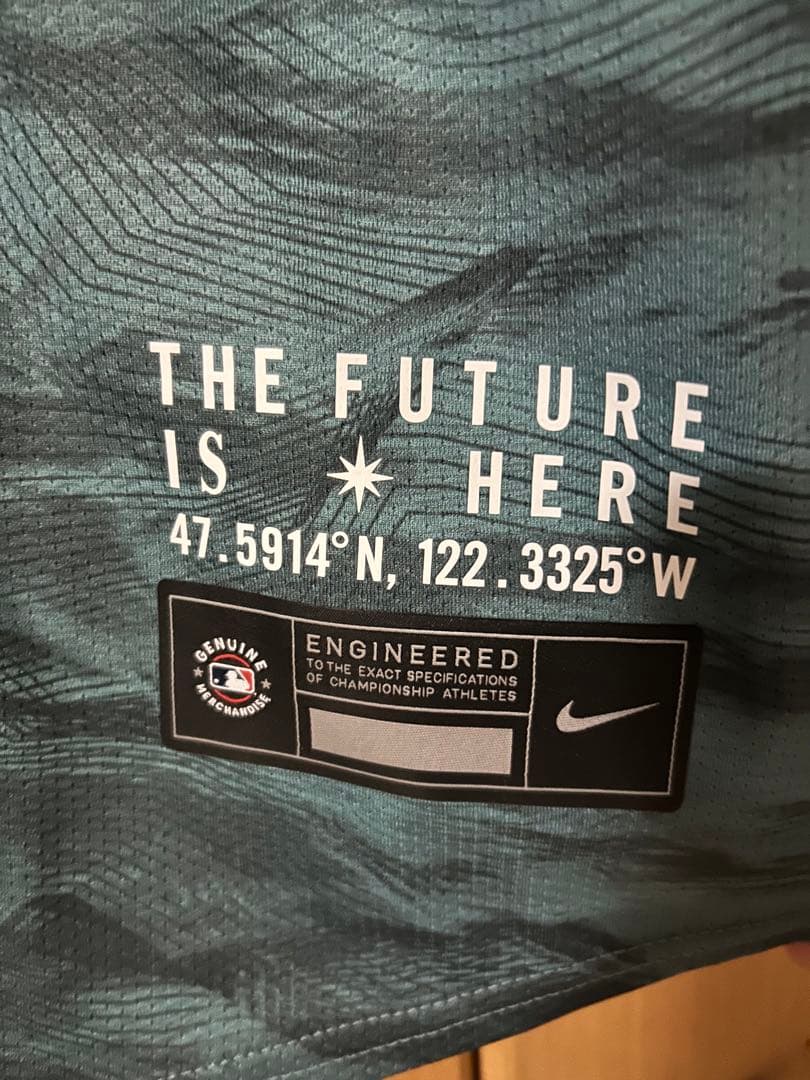 THE FUTURE
IS HERE
47.5914°N, 122.3325°W
GENUINE
MERCHANDISE
ENGINEERED
TO THE EXACT SPECIFICATIONS
OF CHAMPIONSHIP ATHLETES